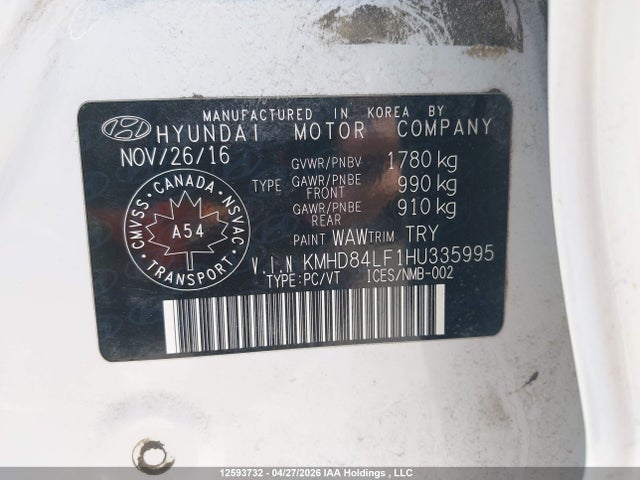 MANUFACTURED IN KOREA BY
HYUNDAI MOTOR COMPANY
NOV/26/16
GVWR/PNBV 1780 kg
TYPE GAWR/PNBE FRONT 990 kg
GAWR/PNBE REAR 910 kg
CANADA
CMVSS NSVAC
A54
TRANSPORT
PAINT WAW TRIM TRY
V.I.N KMHD84LF1HU335995
TYPE:PC/VT ICES/NMB-002
12593732 - 04/27/2026 IAA Holdings , LLC